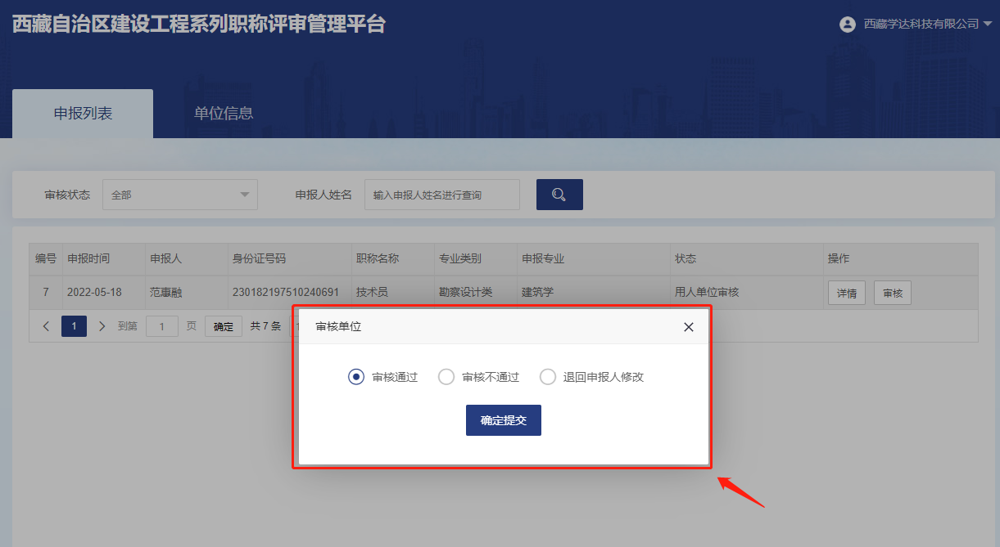 西藏自治区建设工程系列职称评审管理平台
西藏学达科技有限公司
申报列表 单位信息
审核状态 全部 申报人姓名 输入申报人姓名进行查询
编号 申报时间 申报人 身份证号码 职称名称 专业类别 申报专业 状态 操作
7 2022-05-18 范惠融 230182197510240691 技术员 勘察设计类 建筑学 用人单位审核 详情 审核
1 到第 1 页 确定 共 7 条
审核单位
审核通过 审核不通过 退回申报人修改
确定提交